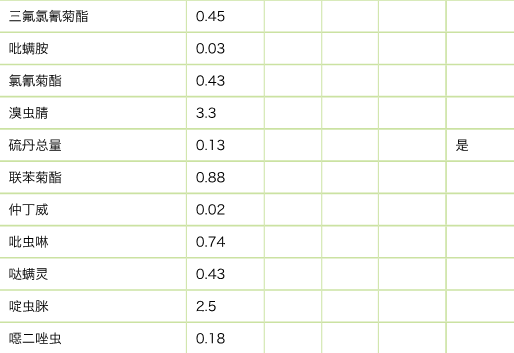 三氟氯氰菊酯 0.45
吡螨胺 0.03
氯氰菊酯 0.43
溴虫腈 3.3
硫丹总量 0.13 是
联苯菊酯 0.88
仲丁威 0.02
吡虫啉 0.74
哒螨灵 0.43
啶虫脒 2.5
噁二唑虫 0.18